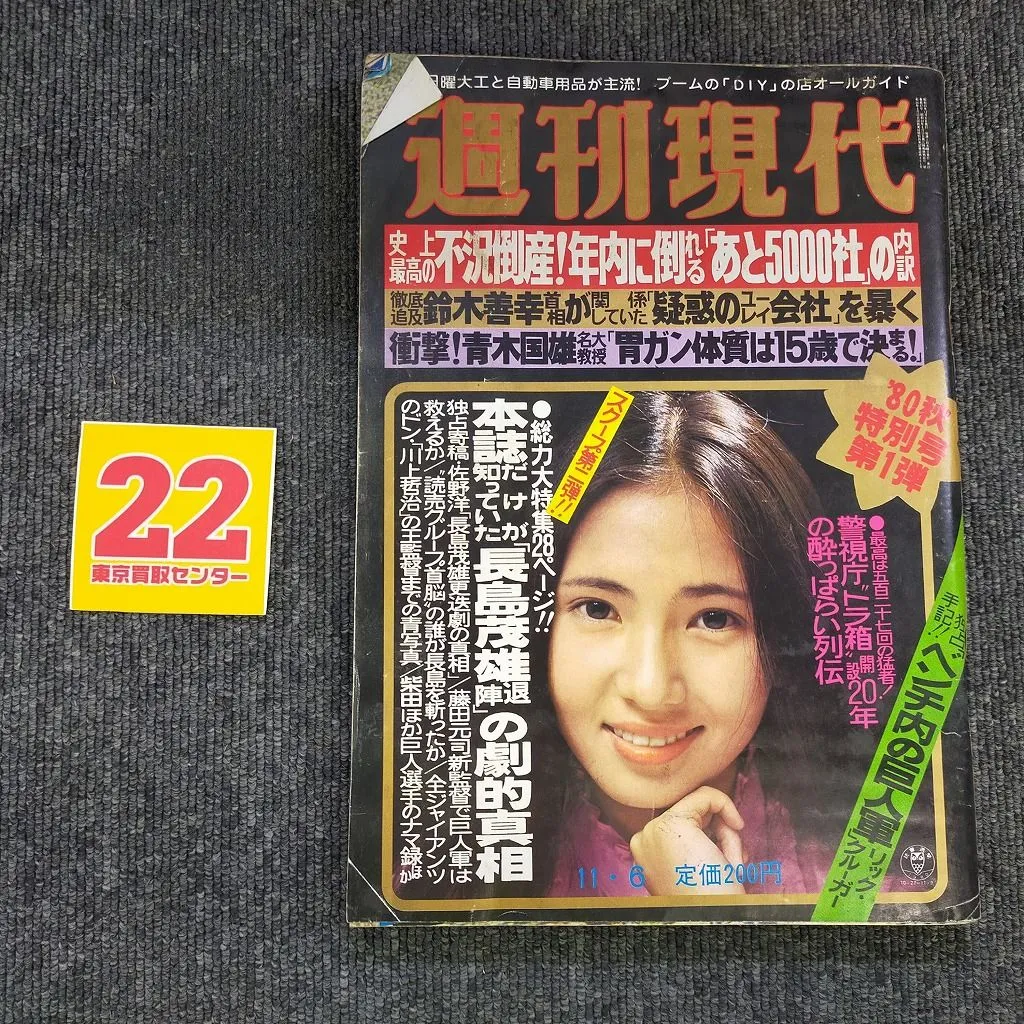 日曜大工と自動車用品が主流! ブームの「DIY」の店オールガイド
週刊現代
史上最高の不況倒産!年内に倒れる「あと5000社」の内訳
徹底追及 鈴木善幸首相が関係していた「疑惑のユーレイ会社」を暴く
衝撃!青木国雄名大教授「胃ガン体質は15歳で決まる!」
'80秋
特別号
第1弾
スクープ第二弾!!
●総力大特集28ページ!!
本誌だけが知っていた「長島茂雄退陣」の劇的真相
独占寄稿 佐野洋「長島茂雄更迭劇の真相」/藤田元司新監督で巨人軍は
救えるか/“読売グループ首脳”の誰が長島を斬ったか/全ジャイアンツ
の“ドン”川上哲治の王監督までの青写真/柴田ほか巨人選手のナマ録ほか
●最高は五百二十七回の猛者!
警視庁“トラ箱”開設20年
の酔っぱらい列伝
独占手記!! ベンチ内の巨人軍 リック・クルーガー
11・6 定価200円
22
東京買取センター